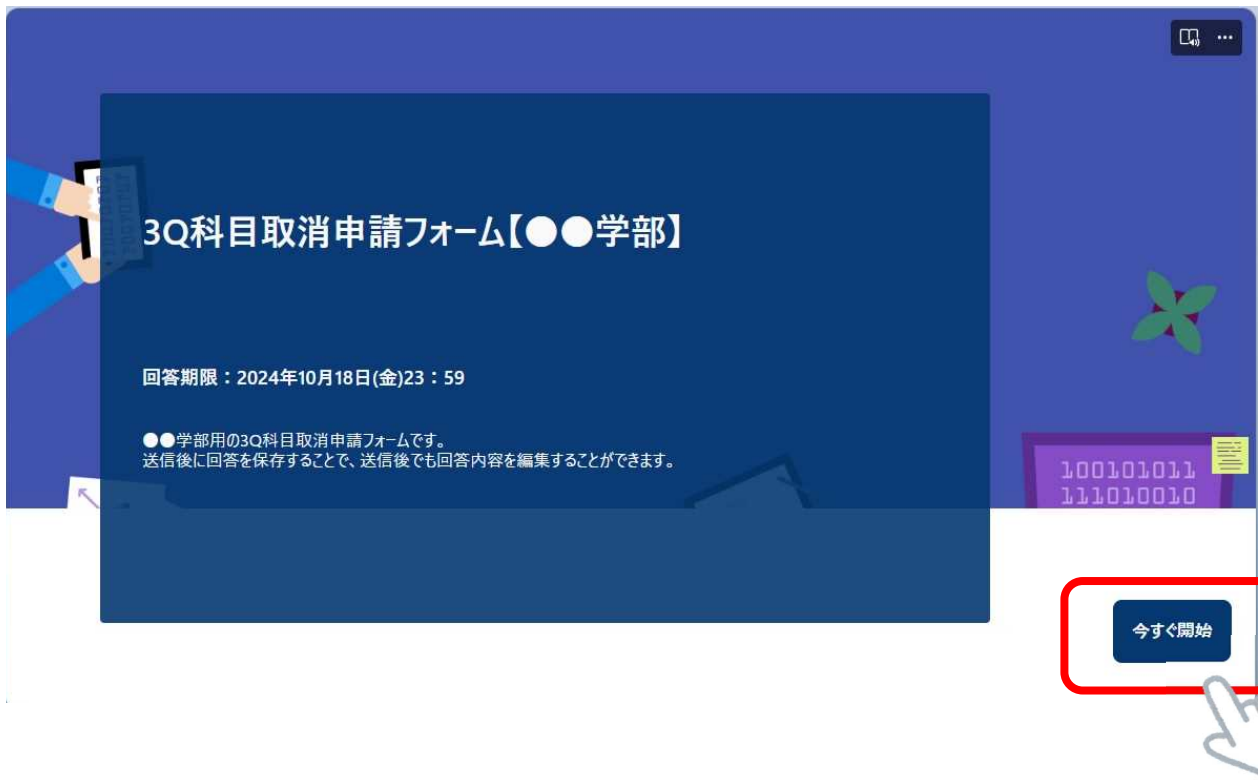 3Q科目取消申請フォーム【●●学部】
回答期限：2024年10月18日(金)23：59
●●学部用の3Q科目取消申請フォームです。
送信後に回答を保存することで、送信後でも回答内容を編集することができます。
100101011
111010010
今すぐ開始